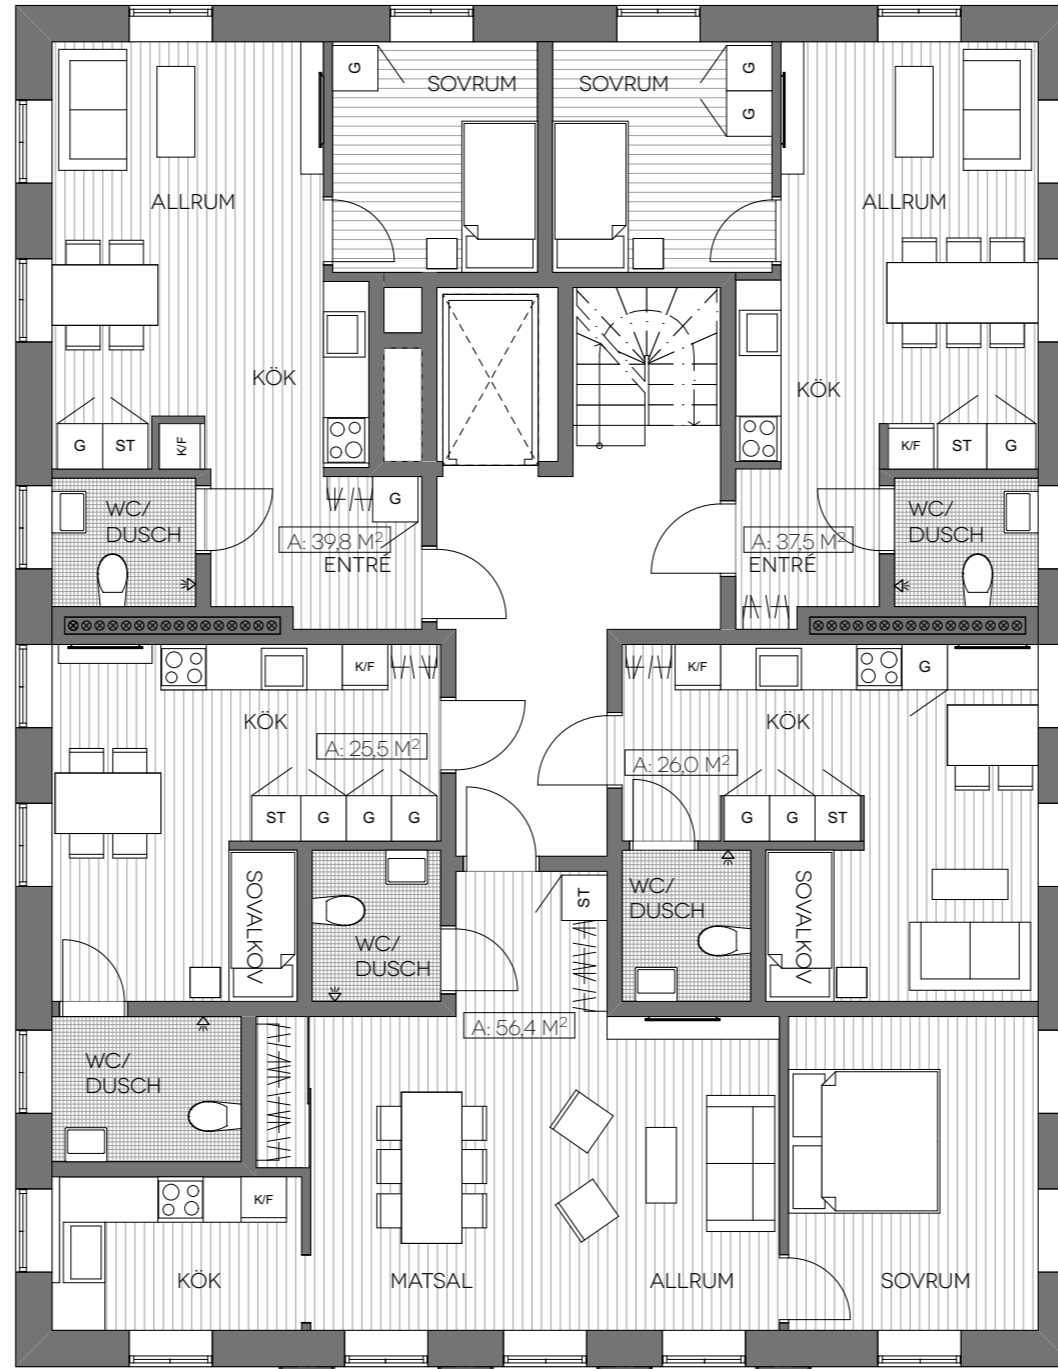 G
SOVRUM
SOVRUM
G
G
ALLRUM
ALLRUM
KÖK
KÖK
G
ST
K/F
K/F
ST
G
WC/
DUSCH
G
A: 39,8 M²
ENTRÉ
A: 37,5 M²
ENTRÉ
WC/
DUSCH
K/F
KÖK
A: 25,5 M²
ST
G
G
G
K/F
G
KÖK
A: 26,0 M²
G
G
ST
SOVALKOV
WC/
DUSCH
ST
WC/
DUSCH
SOVALKOV
A: 56,4 M²
WC/
DUSCH
K/F
KÖK
MATSAL
ALLRUM
SOVRUM